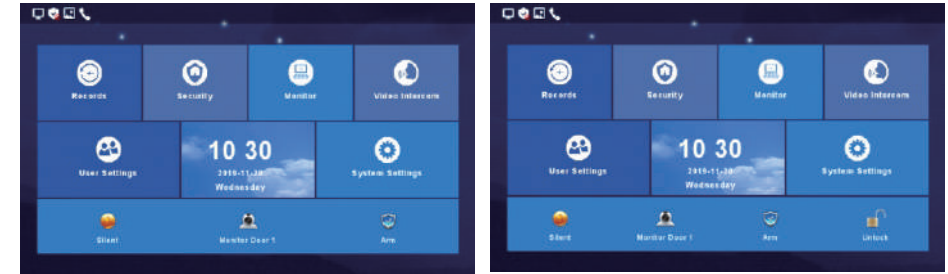 Records Security Monitor Video Intercom
User Settings 10 30 System Settings
2019-11-20
Wednesday
Silent Monitor Door 1 Arm
Records Security Monitor Video Intercom
User Settings 10 30 System Settings
2019-11-20
Wednesday
Silent Monitor Door 1 Arm Unlock